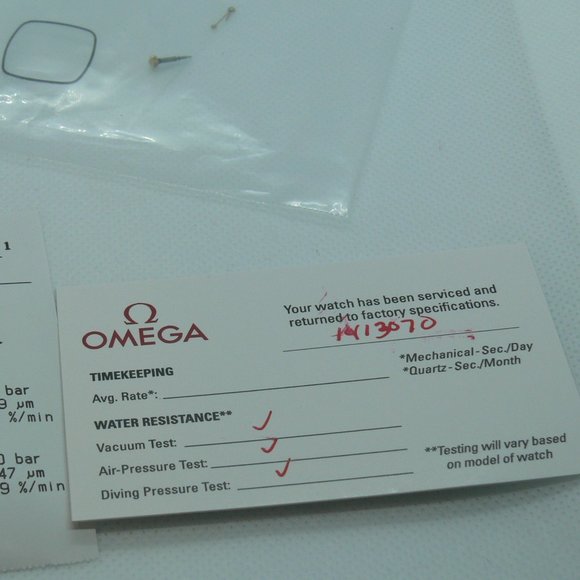 1
bar
9 µm
%/min
0 bar
47 µm
9 %/min
Ω
OMEGA
Your watch has been serviced and
returned to factory specifications.
1413070
TIMEKEEPING
Avg. Rate*:
*Mechanical - Sec./Day
*Quartz - Sec./Month
WATER RESISTANCE**
Vacuum Test:
Air-Pressure Test:
Diving Pressure Test:
**Testing will vary based
on model of watch